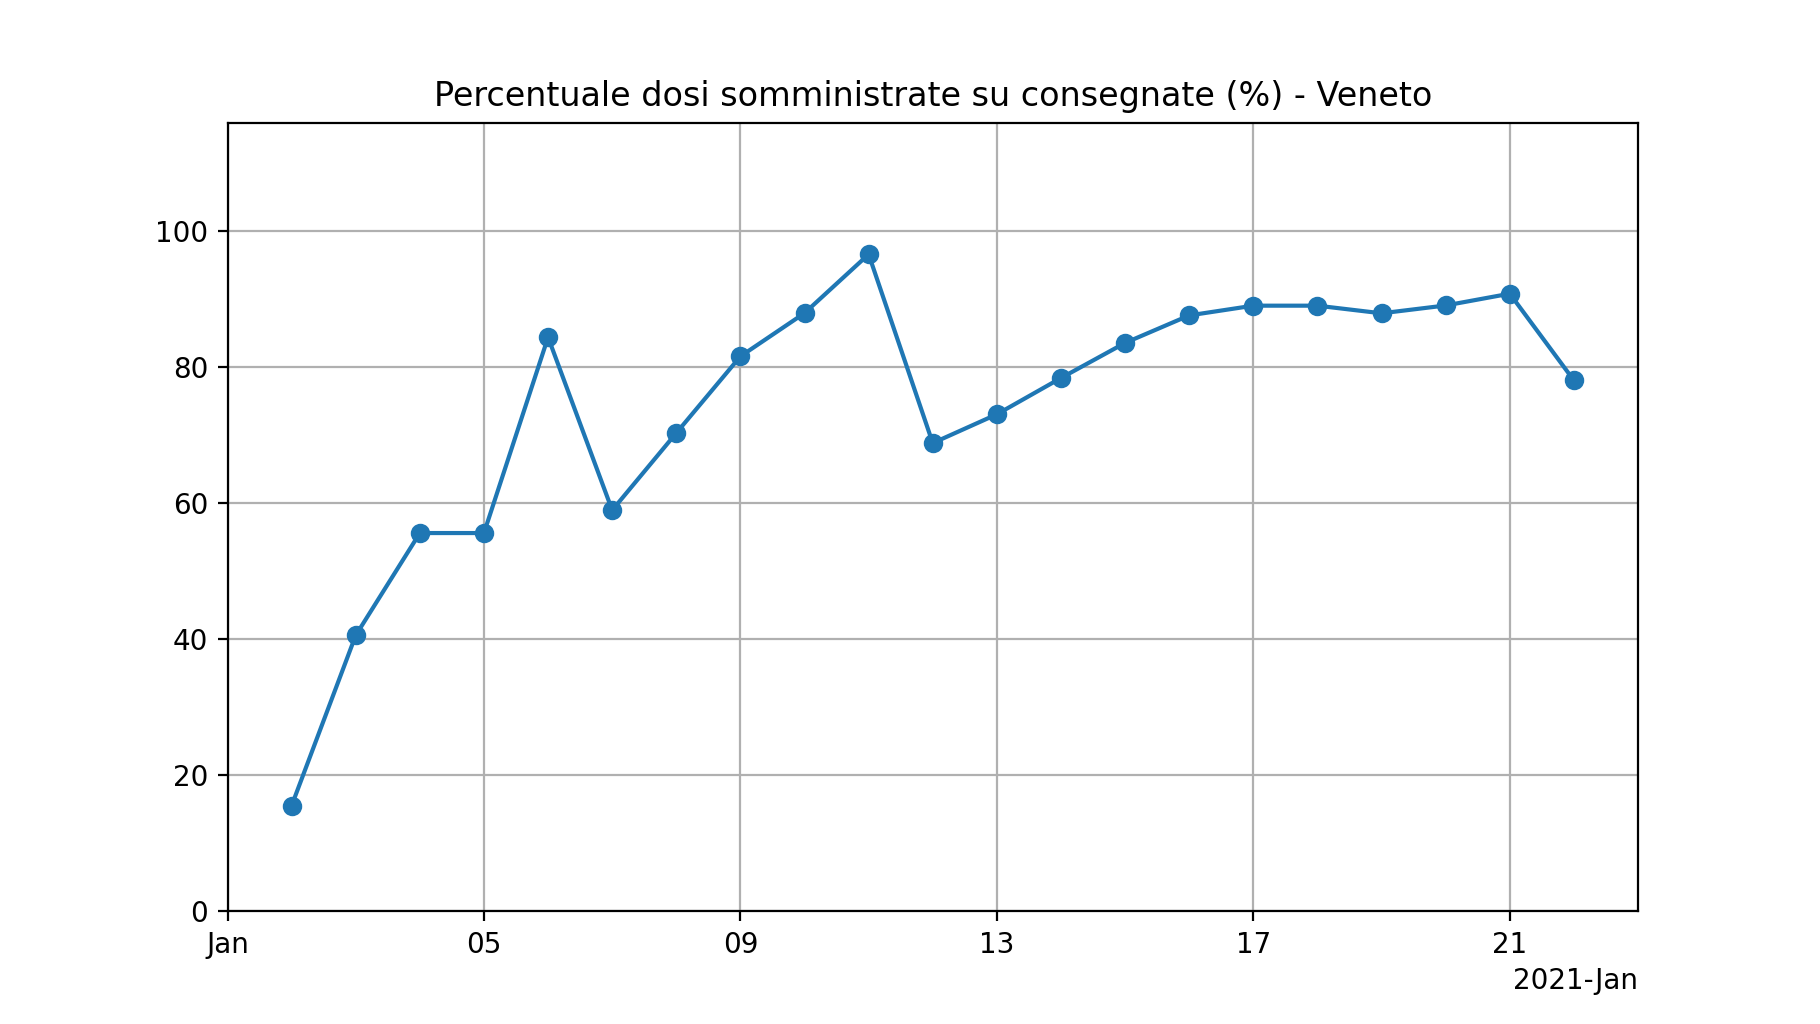 Percentuale dosi somministrate su consegnate (%) - Veneto
100
80
60
40
20
0
Jan 05 09 13 17 21
2021-Jan